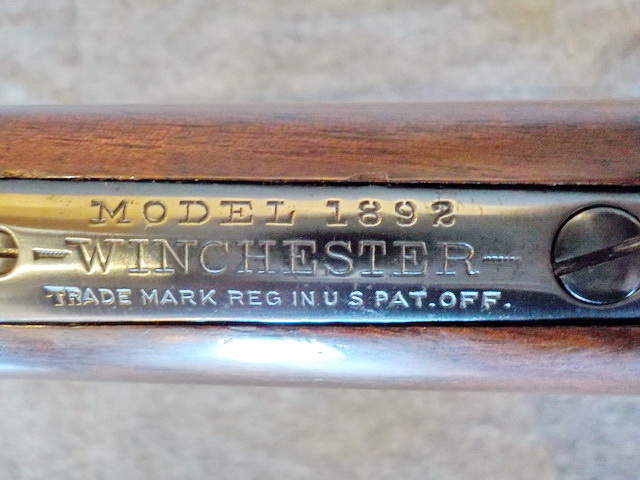 MODEL 1892
–WINCHESTER–
TRADE MARK REG IN U S PAT. OFF.